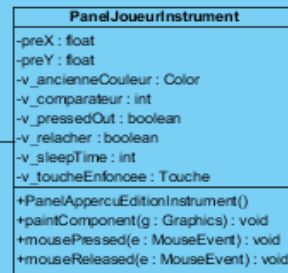 PanelJoueurInstrument
-preX : float
-preY : float
-v_ancienneCouleur : Color
-v_comparateur : int
-v_pressedOut : boolean
-v_relacher : boolean
-v_sleepTime : int
-v_toucheEnfoncee : Touche
+PanelAppercuEditionInstrument()
+paintComponent(g : Graphics) : void
+mousePressed(e : MouseEvent) : void
+mouseReleased(e : MouseEvent) : void